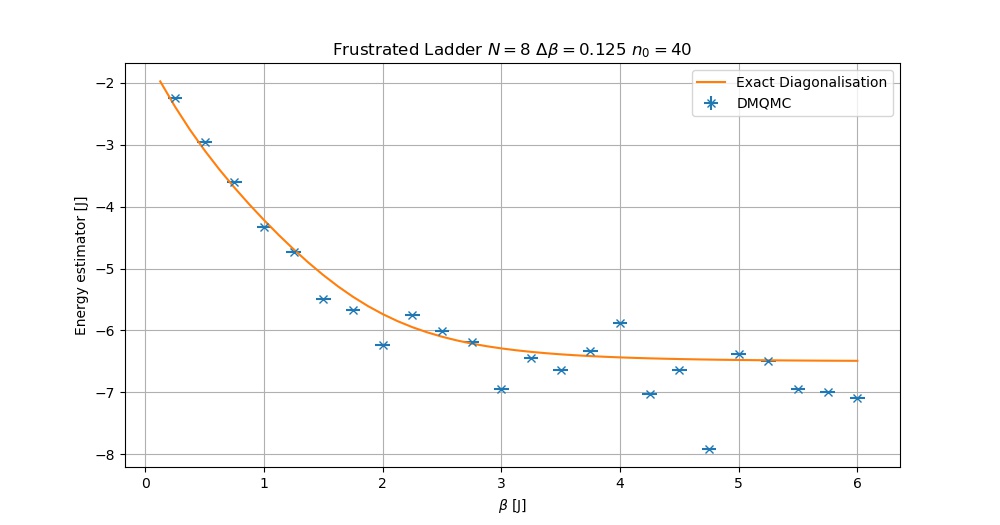 Frustrated Ladder N = 8 Δβ = 0.125 n₀ = 40
Exact Diagonalisation
DMQMC
Energy estimator [J]
−2
−3
−4
−5
−6
−7
−8
0 1 2 3 4 5 6
β [J]